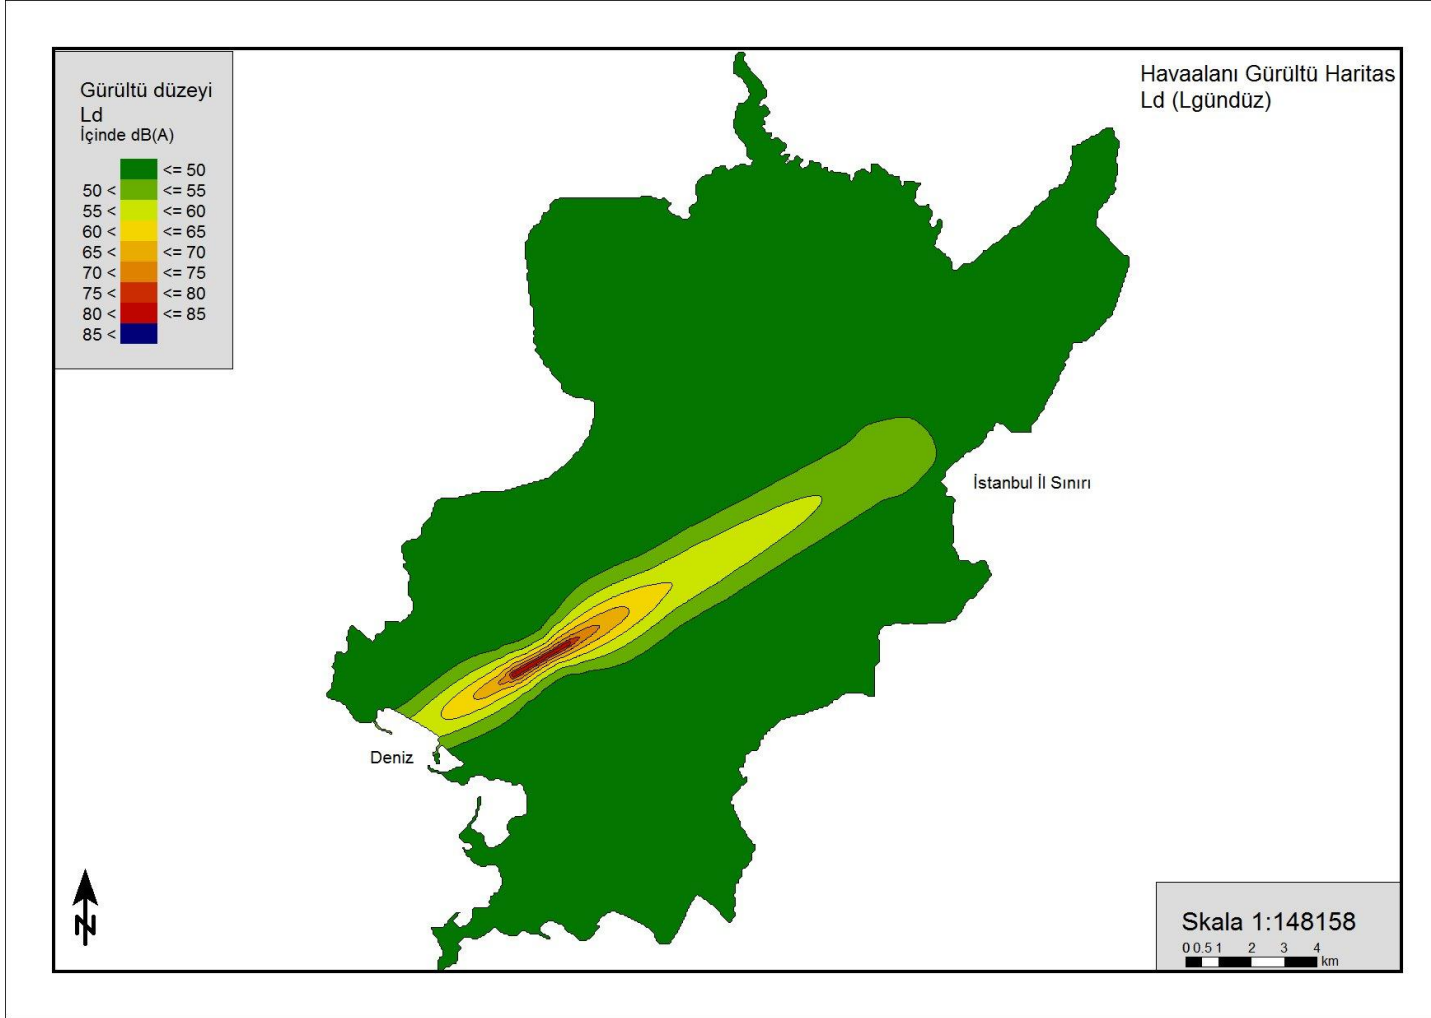 Gürültü düzeyi
Ld
İçinde dB(A)
<= 50
50 < <= 55
55 < <= 60
60 < <= 65
65 < <= 70
70 < <= 75
75 < <= 80
80 < <= 85
85 <
Havaalanı Gürültü Haritas
Ld (Lgündüz)
İstanbul İl Sınırı
Deniz
N
Skala 1:148158
0 0.5 1 2 3 4
km